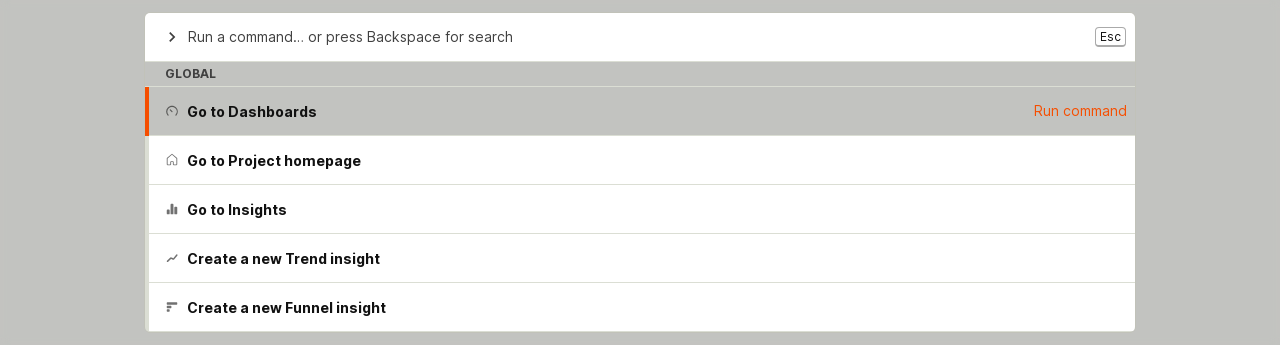 Run a command… or press Backspace for search
Esc
GLOBAL
Go to Dashboards
Run command
Go to Project homepage
Go to Insights
Create a new Trend insight
Create a new Funnel insight